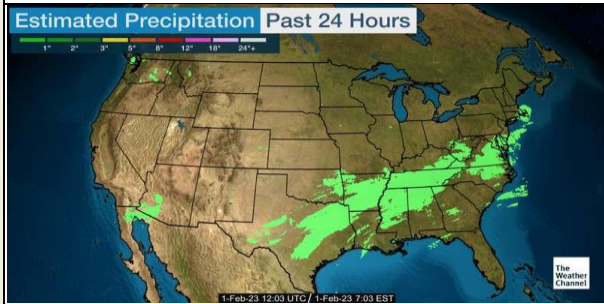 Estimated Precipitation Past 24 Hours
1" 2" 3" 5" 8" 12" 18" 24"+
The
Weather
Channel
1-Feb-23 12:03 UTC / 1-Feb-23 7:03 EST